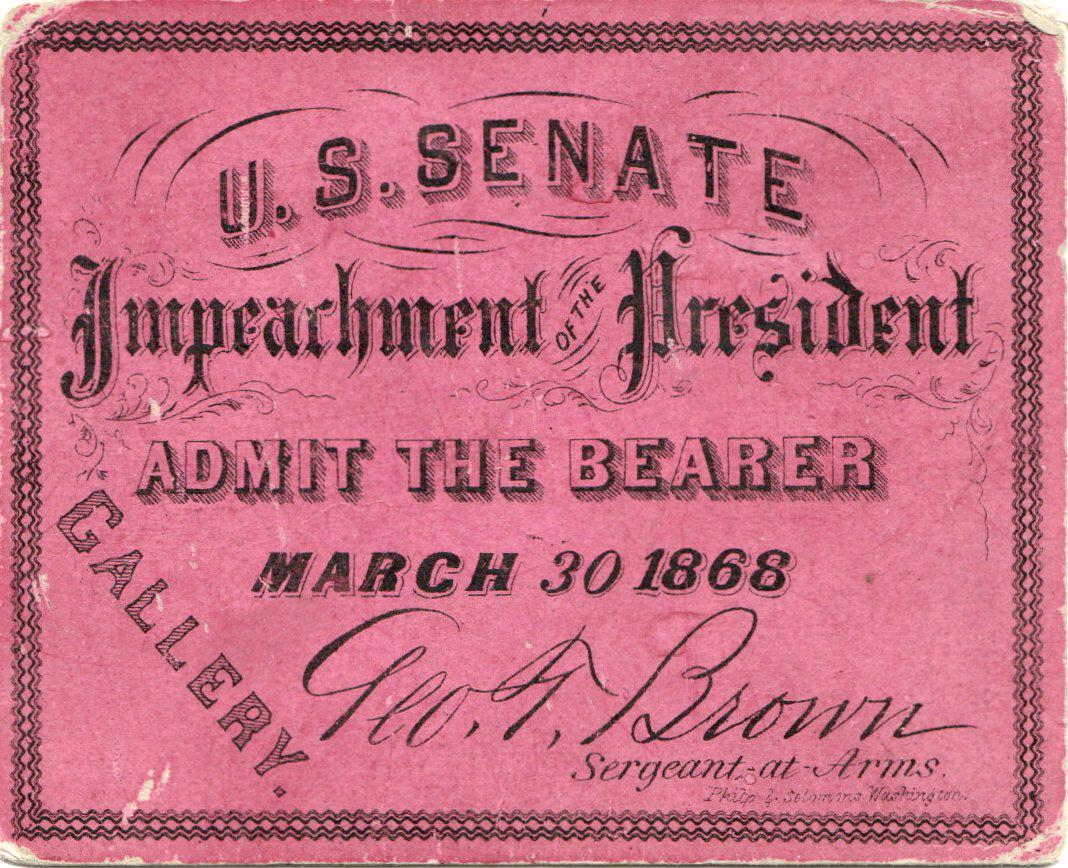 U. S. SENATE
Impeachment OF THE President
ADMIT THE BEARER
GALLERY.
MARCH 30 1868
Geo. T. Brown
Sergeant-at-Arms.
Philp & Solomons Washington.